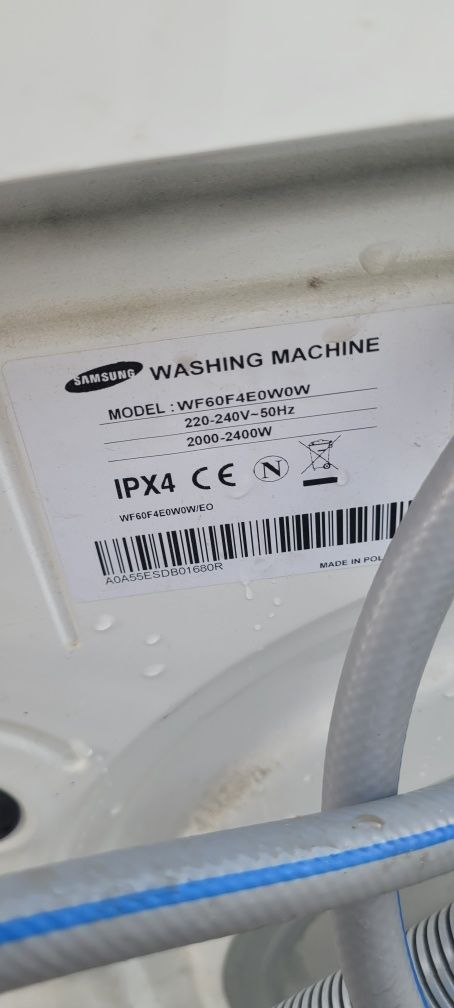 SAMSUNG WASHING MACHINE
MODEL : WF60F4E0W0W
220-240V~50Hz
2000-2400W
IPX4 CE N
WF60F4E0W0W/EO
A0A55ESDB01680R
MADE IN POL